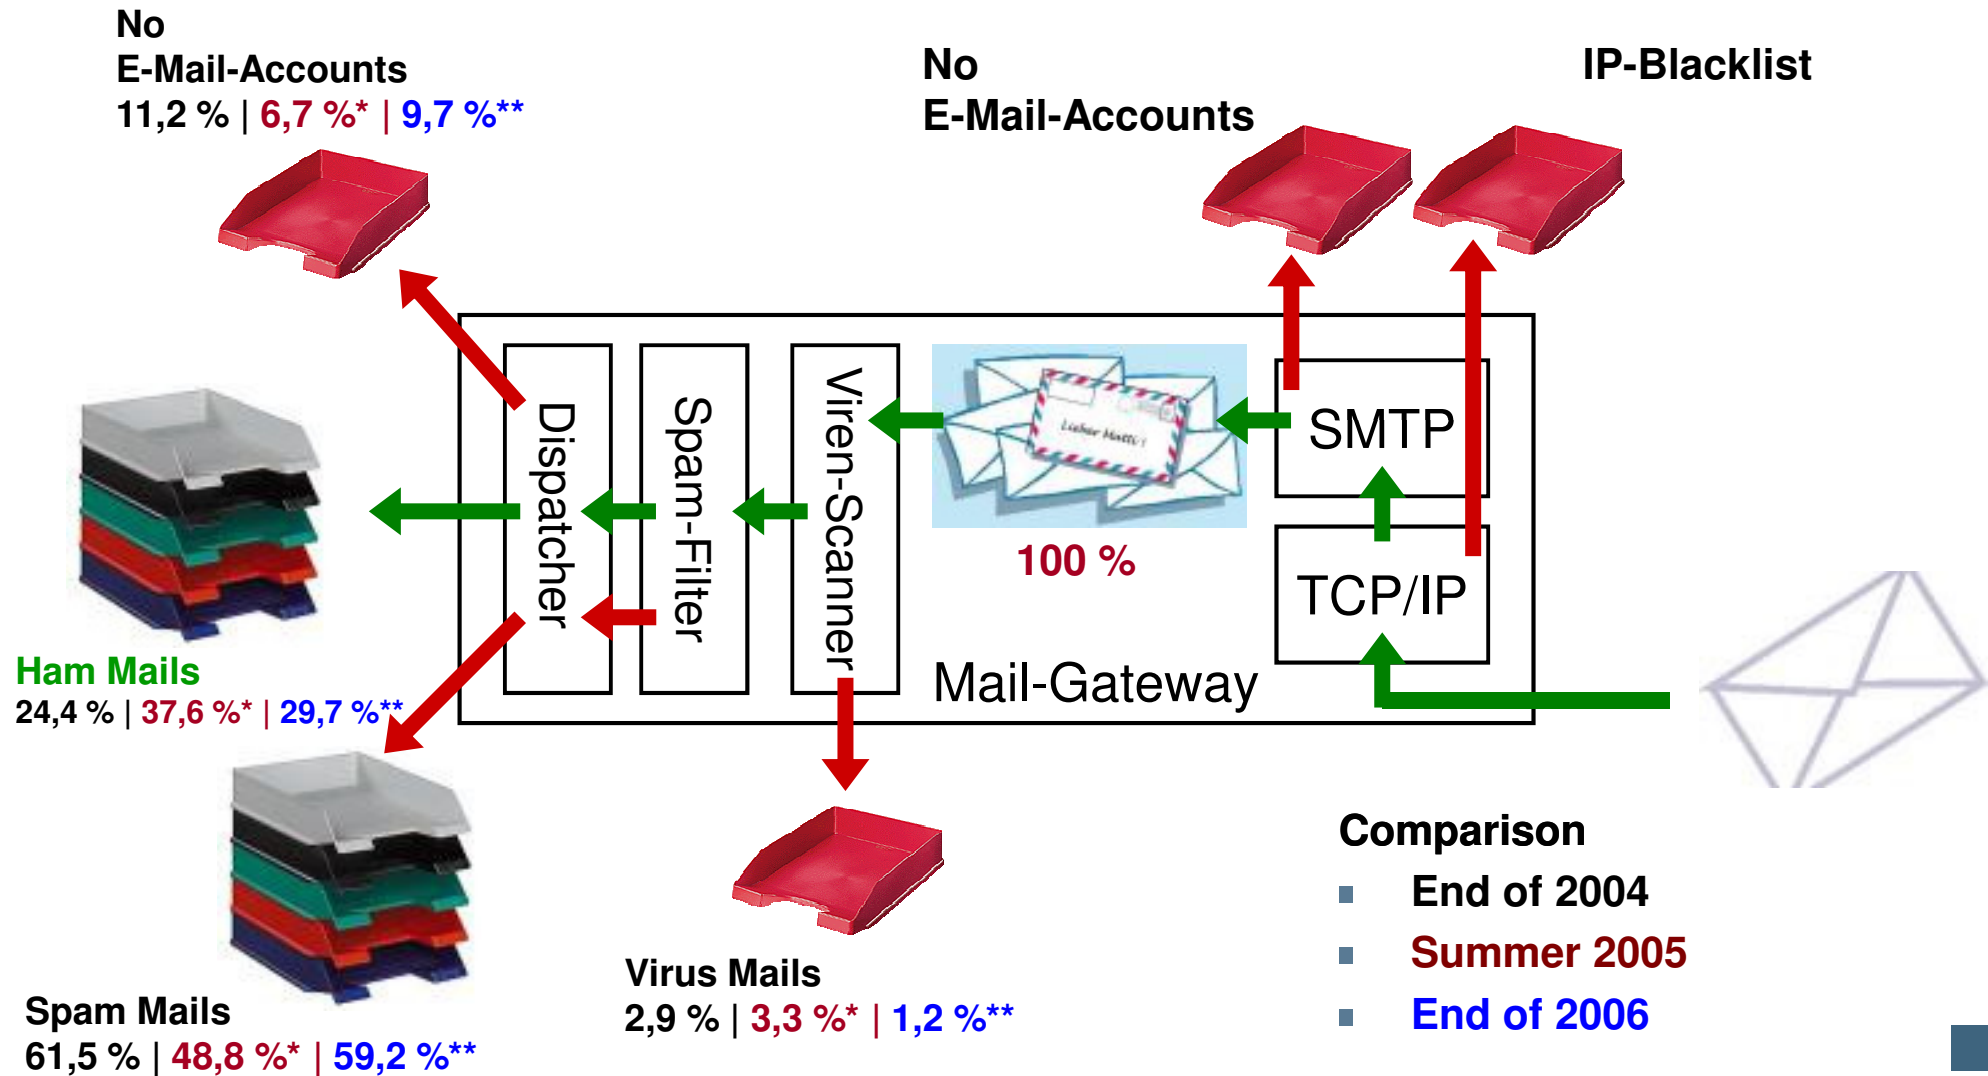 No
E-Mail-Accounts
11,2 % | 6,7 %* | 9,7 %**
No
E-Mail-Accounts
IP-Blacklist
Dispatcher
Spam-Filter
Viren-Scanner
Lieber Matti !
100 %
SMTP
TCP/IP
Mail-Gateway
Ham Mails
24,4 % | 37,6 %* | 29,7 %**
Spam Mails
61,5 % | 48,8 %* | 59,2 %**
Virus Mails
2,9 % | 3,3 %* | 1,2 %**
Comparison
End of 2004
Summer 2005
End of 2006